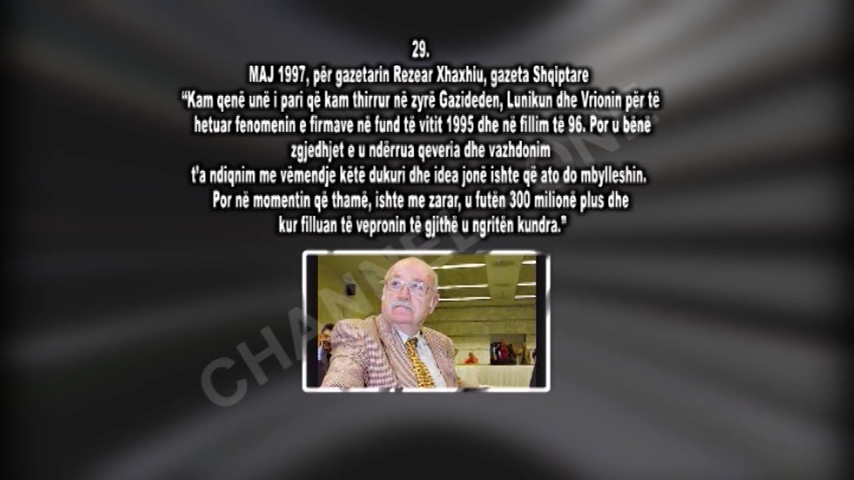 29.
MAJ 1997, për gazetarin Rezear Xhaxhiu, gazeta Shqiptare
“Kam qenë unë i pari që kam thirrur në zyrë Gazideden, Lunikun dhe Vrionin për të
hetuar fenomenin e firmave në fund të vitit 1995 dhe në fillim të 96. Por u bënë
zgjedhjet e u ndërrua qeveria dhe vazhdonim
t'a ndiqnim me vëmendje këtë dukuri dhe idea jonë ishte që ato do mbylleshin.
Por në momentin që thamë, ishte me zarar, u futën 300 milionë plus dhe
kur filluan të vepronin të gjithë u ngritën kundra.”
CHANNEL ONE